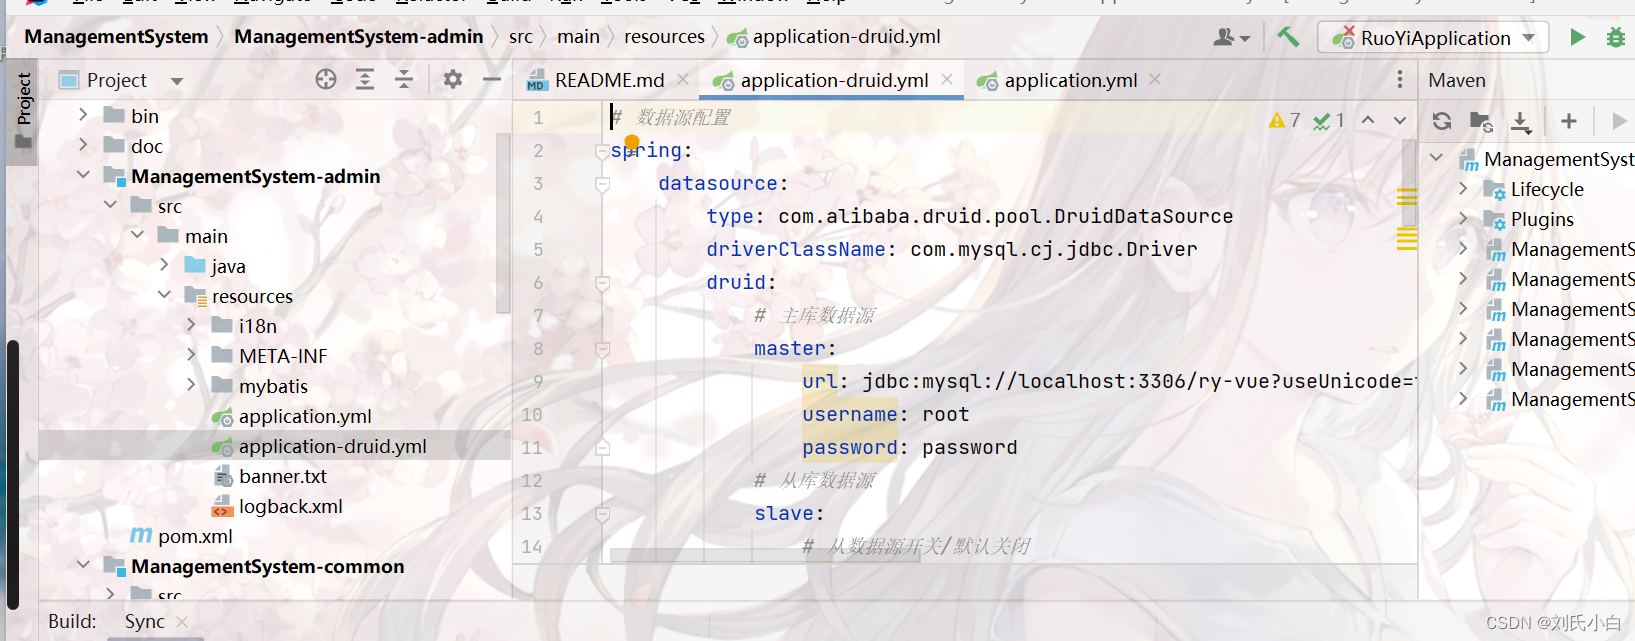 ManagementSystem ManagementSystem-admin src main resources application-druid.yml RuoYiApplication
Project
Project
README.md application-druid.yml application.yml
Maven
bin
doc
ManagementSystem-admin
src
main
java
resources
i18n
META-INF
mybatis
application.yml
application-druid.yml
banner.txt
logback.xml
pom.xml
ManagementSystem-common
src
1 # 数据源配置
7 1
2 spring:
3 datasource:
4 type: com.alibaba.druid.pool.DruidDataSource
5 driverClassName: com.mysql.cj.jdbc.Driver
6 druid:
7 # 主库数据源
8 master:
9 url: jdbc:mysql://localhost:3306/ry-vue?useUnicode=
10 username: root
11 password: password
12 # 从库数据源
13 slave:
14 # 从数据源开关/默认关闭
ManagementSyst
Lifecycle
Plugins
ManagementS
ManagementS
ManagementS
ManagementS
ManagementS
ManagementS
Build: Sync
CSDN @刘氏小白